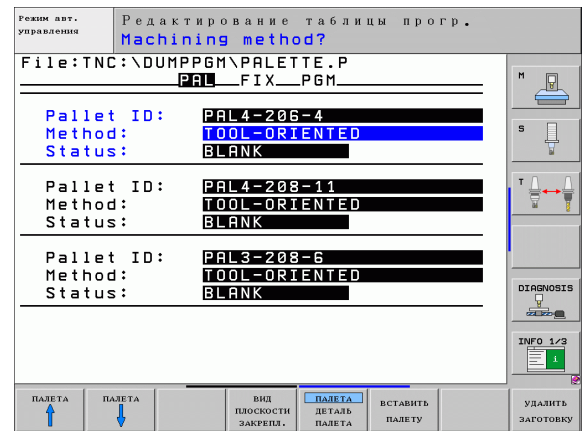 Режим авт.
управления
Редактирование таблицы прогр.
Machining method?
File:TNC:\DUMPPGM\PALETTE.P
PAL__FIX__PGM
Pallet ID: PAL4-206-4
Method: TOOL-ORIENTED
Status: BLANK
Pallet ID: PAL4-208-11
Method: TOOL-ORIENTED
Status: BLANK
Pallet ID: PAL3-208-6
Method: TOOL-ORIENTED
Status: BLANK
M
S
T
DIAGNOSIS
INFO 1/3
i
ПАЛЕТА
ПАЛЕТА
ВИД
ПЛОСКОСТИ
ЗАКРЕПЛ.
ПАЛЕТА
ДЕТАЛЬ
ПАЛЕТА
ВСТАВИТЬ
ПАЛЕТУ
УДАЛИТЬ
ЗАГОТОВКУ